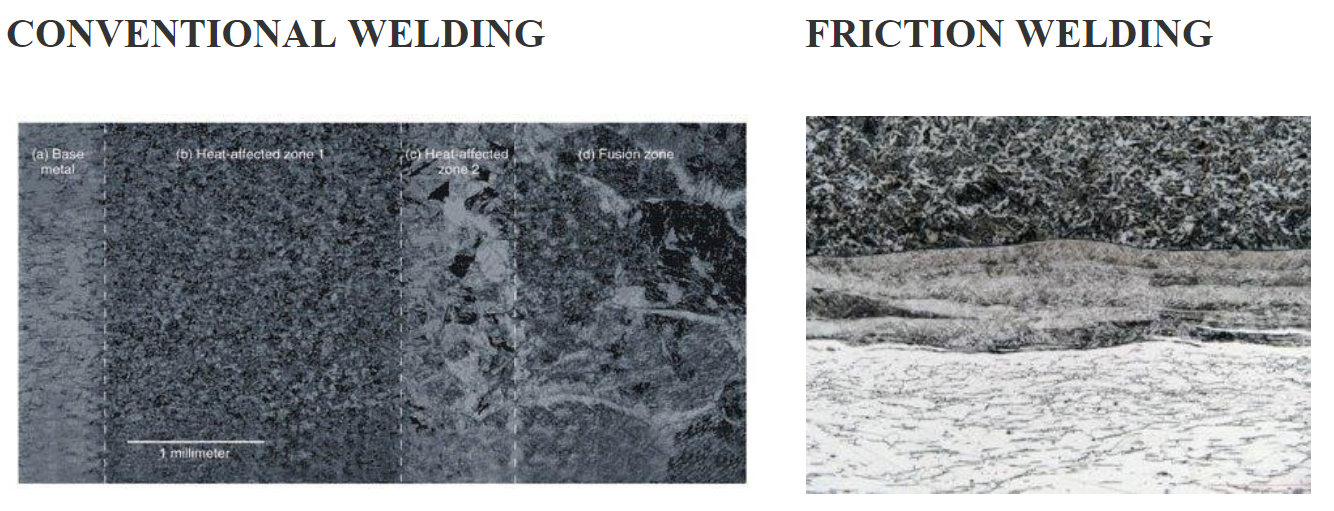 CONVENTIONAL WELDING
FRICTION WELDING
(a) Base
metal
(b) Heat-affected zone 1
(c) Heat-affected
zone 2
(d) Fusion zone
1 millimeter